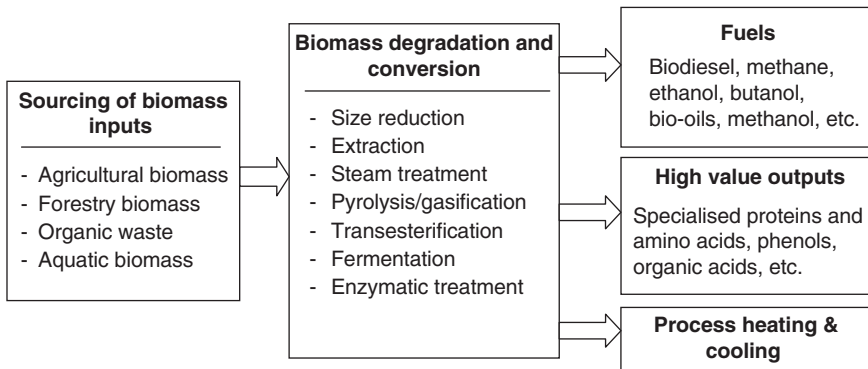 Sourcing of biomass
inputs
- Agricultural biomass
- Forestry biomass
- Organic waste
- Aquatic biomass
Biomass degradation and
conversion
- Size reduction
- Extraction
- Steam treatment
- Pyrolysis/gasification
- Transesterification
- Fermentation
- Enzymatic treatment
Fuels
Biodiesel, methane,
ethanol, butanol,
bio-oils, methanol, etc.
High value outputs
Specialised proteins and
amino acids, phenols,
organic acids, etc.
Process heating &
cooling